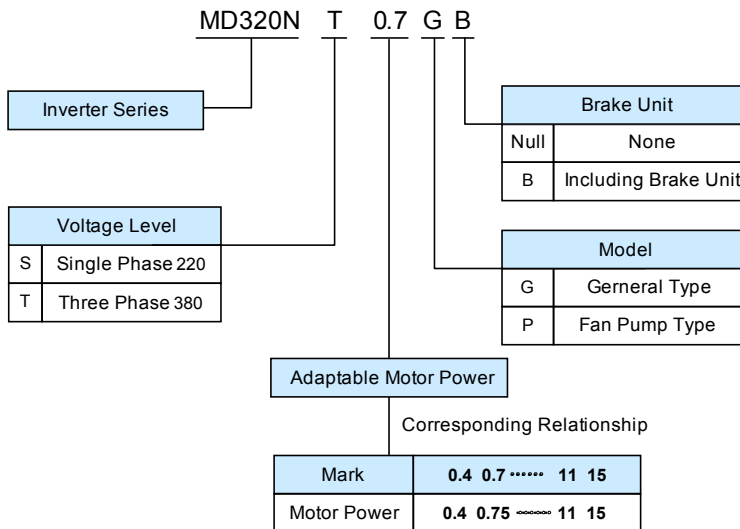 MD320N T 0.7 G B
Inverter Series
Brake Unit
Null None
B Including Brake Unit
Voltage Level
S Single Phase 220
T Three Phase 380
Model
G Gerneral Type
P Fan Pump Type
Adaptable Motor Power
Corresponding Relationship
Mark 0.4 0.7 ······ 11 15
Motor Power 0.4 0.75 ······ 11 15